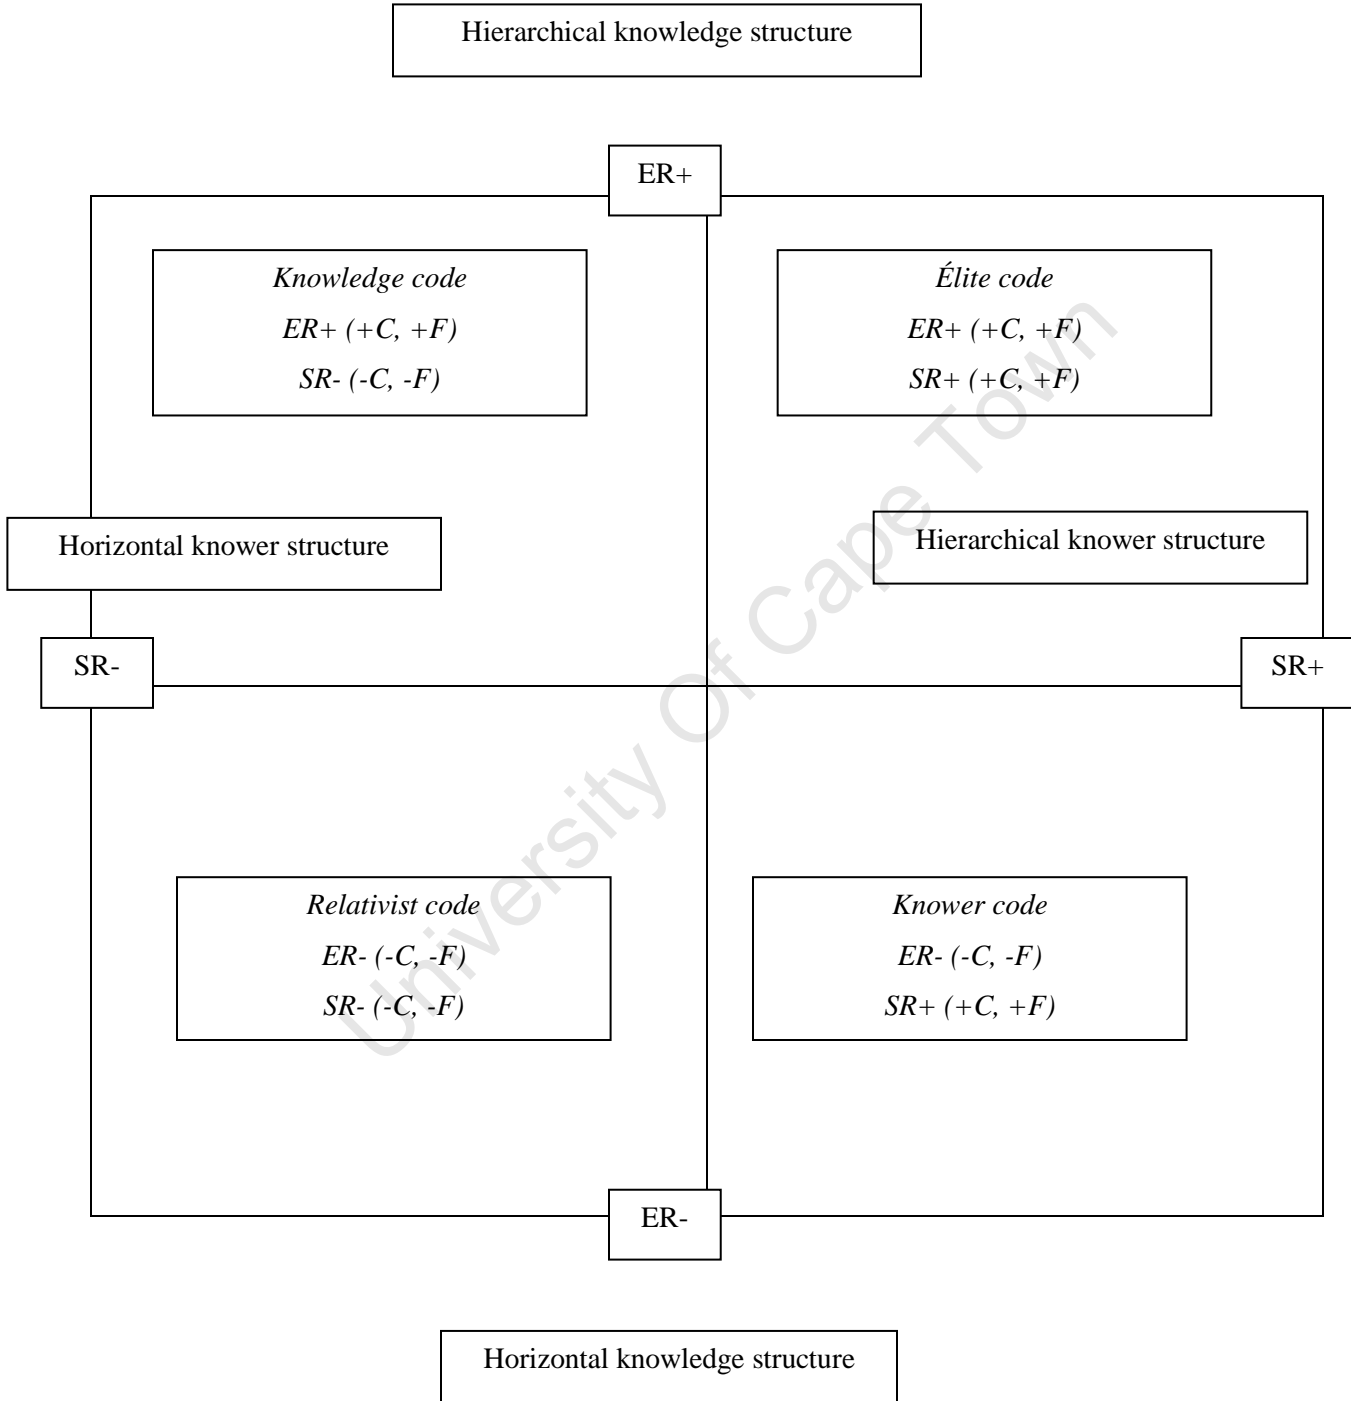 Hierarchical knowledge structure
ER+
Knowledge code
ER+ (+C, +F)
SR- (-C, -F)
Élite code
ER+ (+C, +F)
SR+ (+C, +F)
Horizontal knower structure
Hierarchical knower structure
SR-
SR+
Relativist code
ER- (-C, -F)
SR- (-C, -F)
Knower code
ER- (-C, -F)
SR+ (+C, +F)
ER-
Horizontal knowledge structure
University Of Cape Town